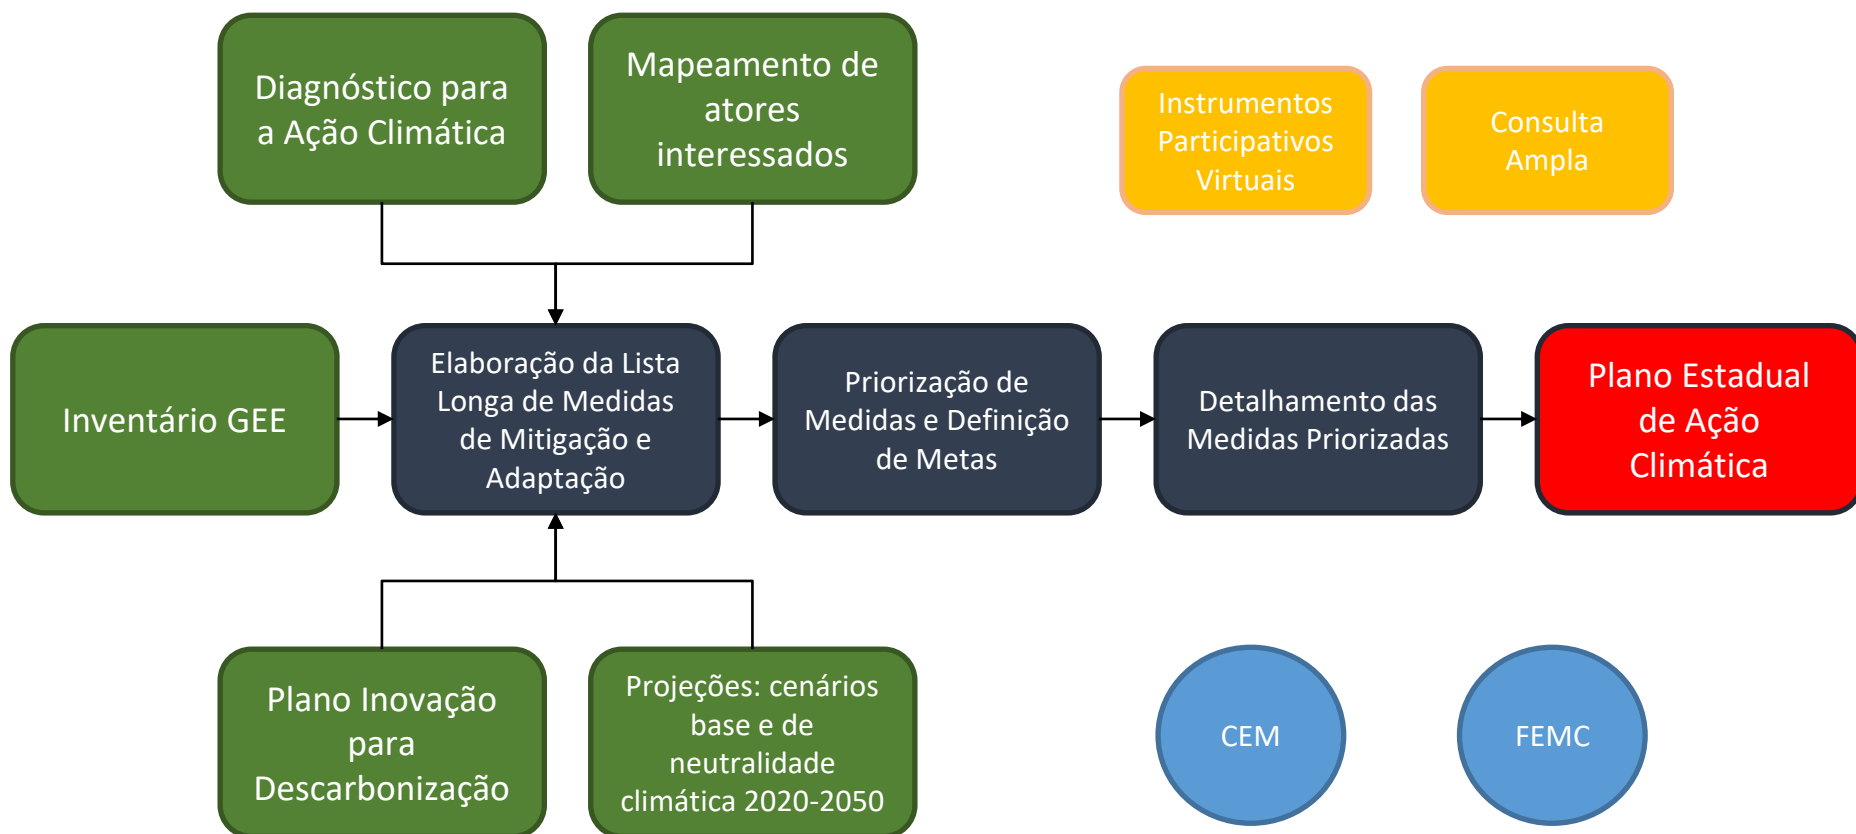 Diagnóstico para
a Ação Climática
Mapeamento de
atores
interessados
Instrumentos
Participativos
Virtuais
Consulta
Ampla
Inventário GEE
Elaboração da Lista
Longa de Medidas
de Mitigação e
Adaptação
Priorização de
Medidas e Definição
de Metas
Detalhamento das
Medidas Priorizadas
Plano Estadual
de Ação
Climática
Plano Inovação
para
Descarbonização
Projeções: cenários
base e de
neutralidade
climática 2020-2050
CEM
FEMC